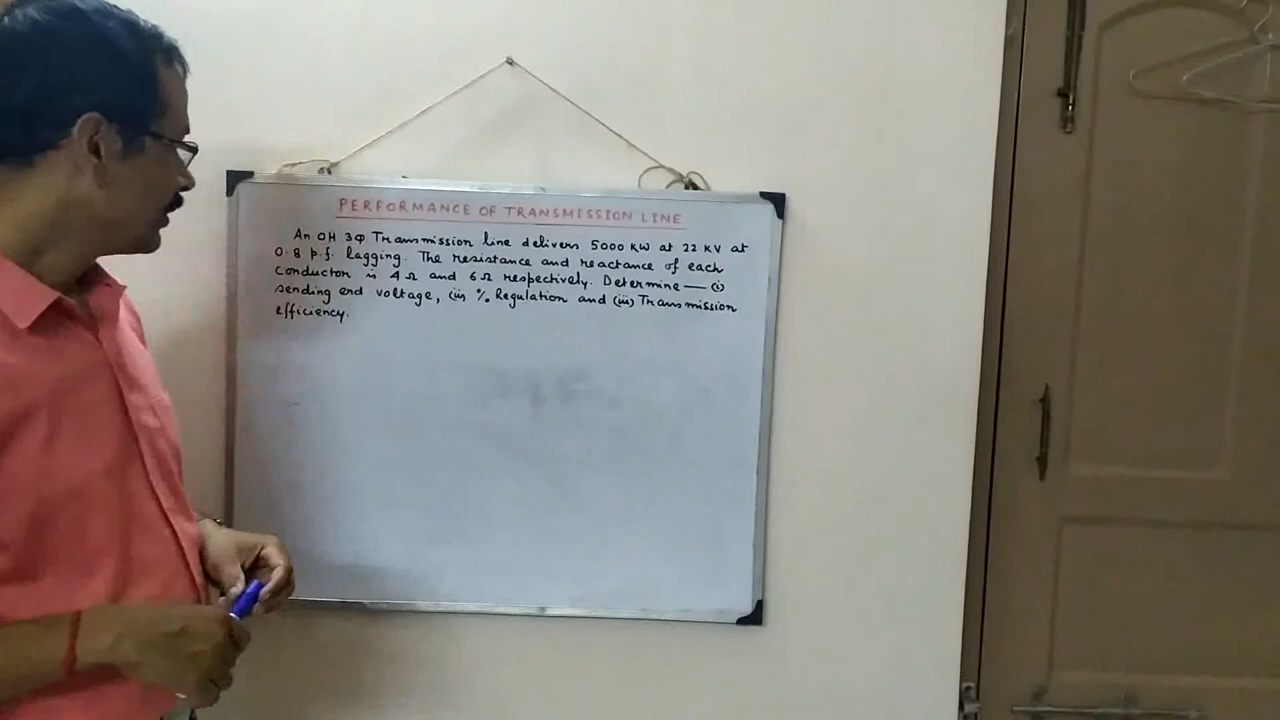 PERFORMANCE OF TRANSMISSION LINE
An OH 3φ Transmission line delivers 5000 KW at 22 KV at
0.8 p.f. lagging. The resistance and reactance of each
conductor is 4 Ω and 6 Ω respectively. Determine — (i)
sending end voltage, (ii) % Regulation and (iii) Transmission
efficiency.